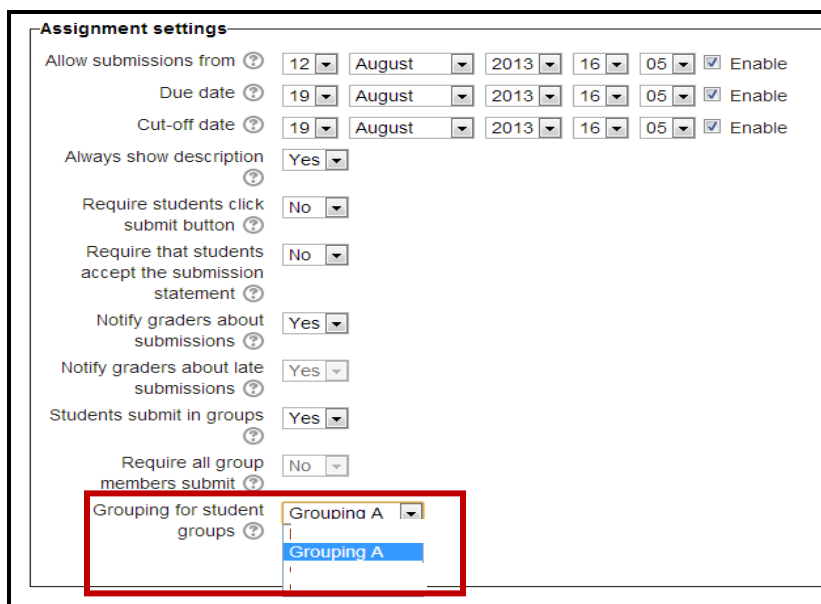 Assignment settings
Allow submissions from ? 12 August 2013 16 05 Enable
Due date ? 19 August 2013 16 05 Enable
Cut-off date ? 19 August 2013 16 05 Enable
Always show description ? Yes
Require students click
submit button ? No
Require that students
accept the submission
statement ? No
Notify graders about
submissions ? Yes
Notify graders about late
submissions ? Yes
Students submit in groups ? Yes
Require all group
members submit ? No
Grouping for student
groups ? Grouping A
Grouping A